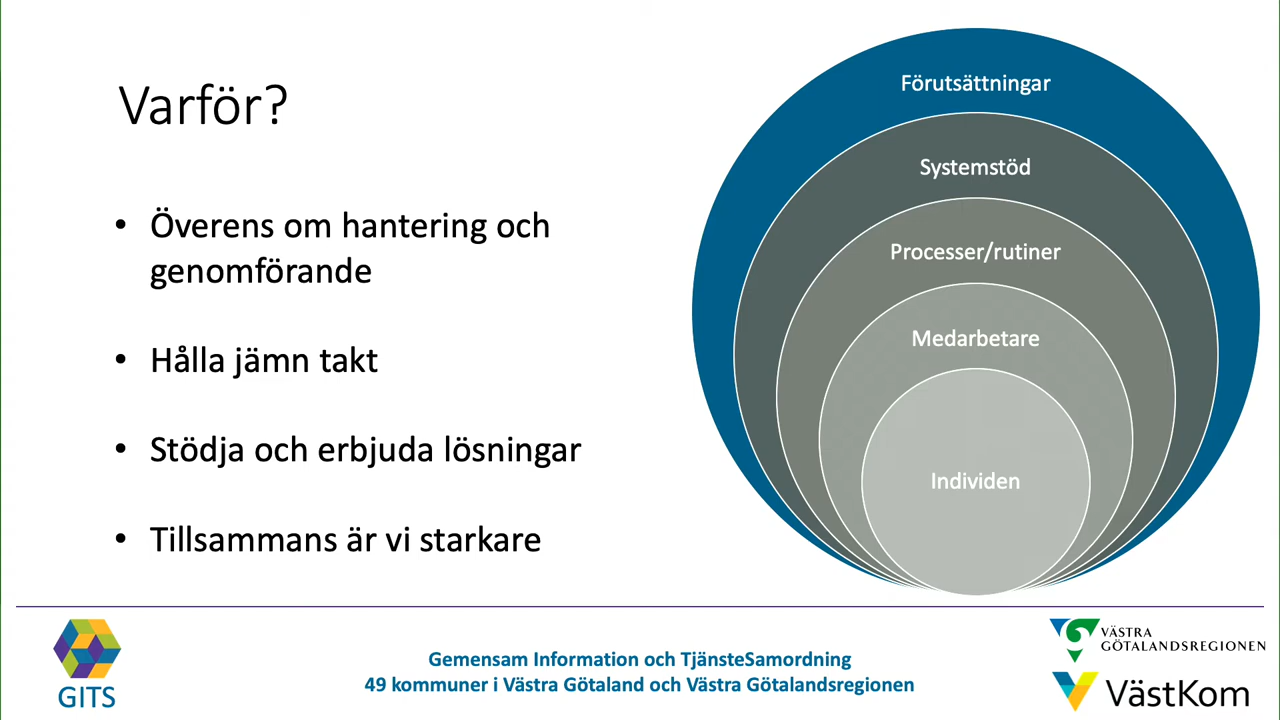 Varför?
• Överens om hantering och
genomförande
• Hålla jämn takt
• Stödja och erbjuda lösningar
• Tillsammans är vi starkare
Förutsättningar
Systemstöd
Processer/rutiner
Medarbetare
Individen
GITS
Gemensam Information och TjänsteSamordning
49 kommuner i Västra Götaland och Västra Götalandsregionen
VÄSTRA
GÖTALANDSREGIONEN
VästKom